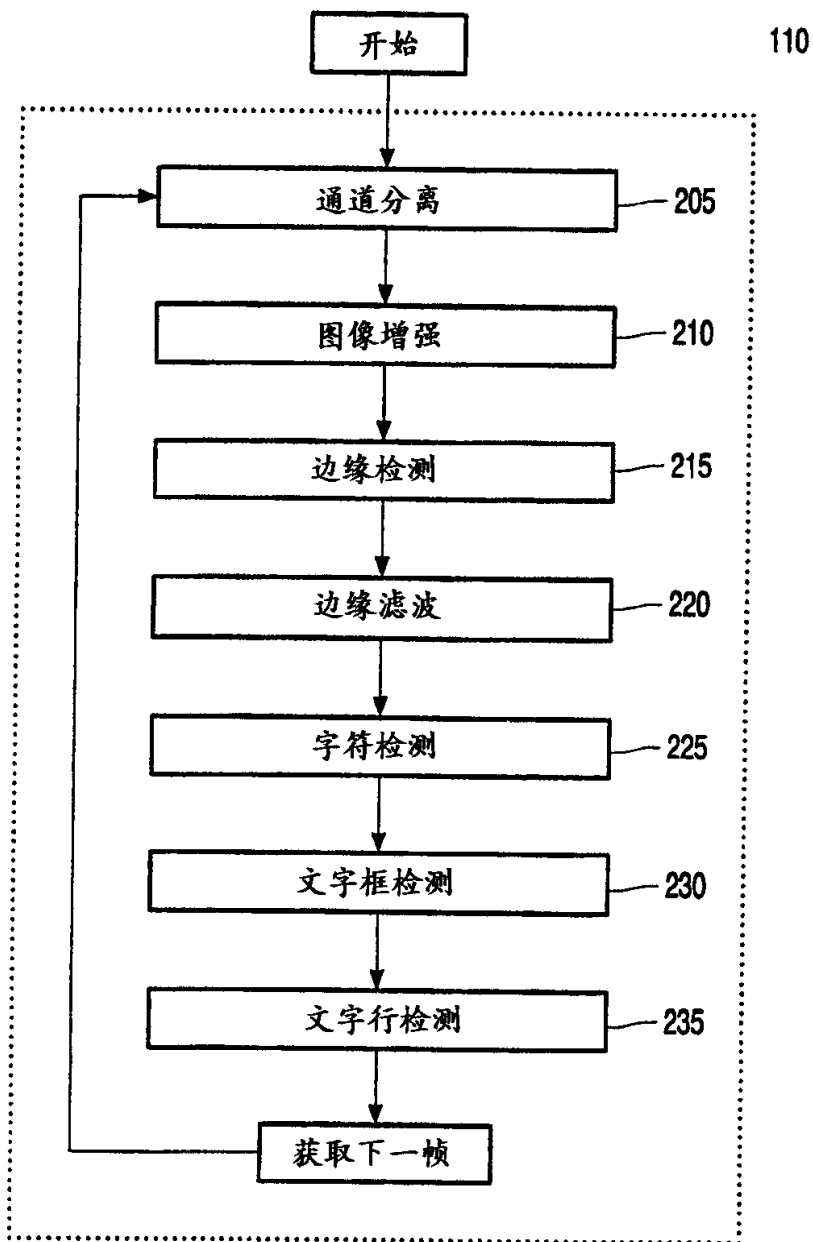 开始
110
通道分离
205
图像增强
210
边缘检测
215
边缘滤波
220
字符检测
225
文字框检测
230
文字行检测
235
获取下一帧